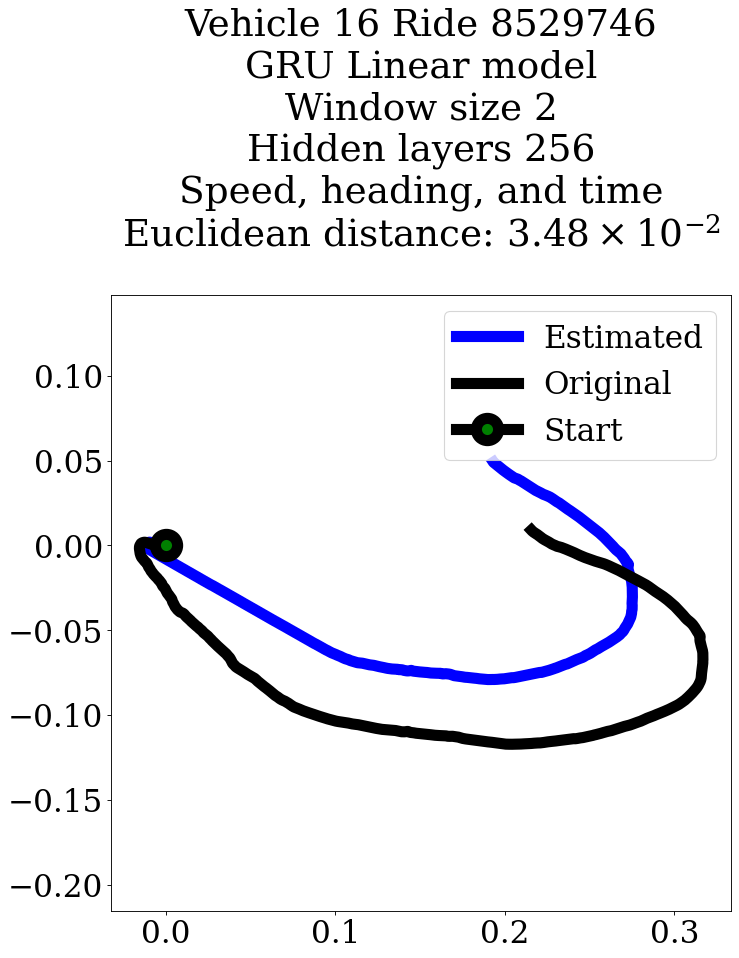 Vehicle 16 Ride 8529746
GRU Linear model
Window size 2
Hidden layers 256
Speed, heading, and time
Euclidean distance: 3.48 × 10⁻²
Estimated
Original
Start
0.10
0.05
0.00
−0.05
−0.10
−0.15
−0.20
0.0 0.1 0.2 0.3